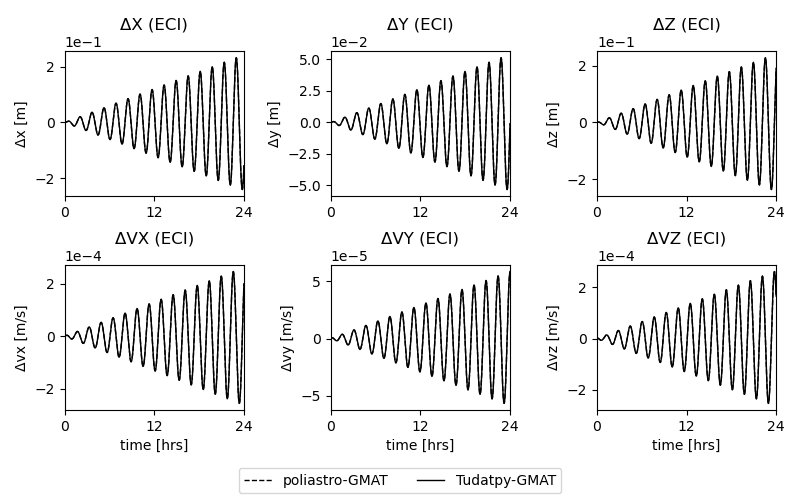 ΔX (ECI) ΔY (ECI) ΔZ (ECI)
1e−1 1e−2 1e−1
Δx [m] 2 0 −2
Δy [m] 5.0 2.5 0.0 −2.5 −5.0
Δz [m] 2 0 −2
0 12 24 0 12 24 0 12 24
ΔVX (ECI) ΔVY (ECI) ΔVZ (ECI)
1e−4 1e−5 1e−4
Δvx [m/s] 2 0 −2
Δvy [m/s] 5 0 −5
Δvz [m/s] 2 0 −2
0 12 24 0 12 24 0 12 24
time [hrs] time [hrs] time [hrs]
poliastro-GMAT Tudatpy-GMAT